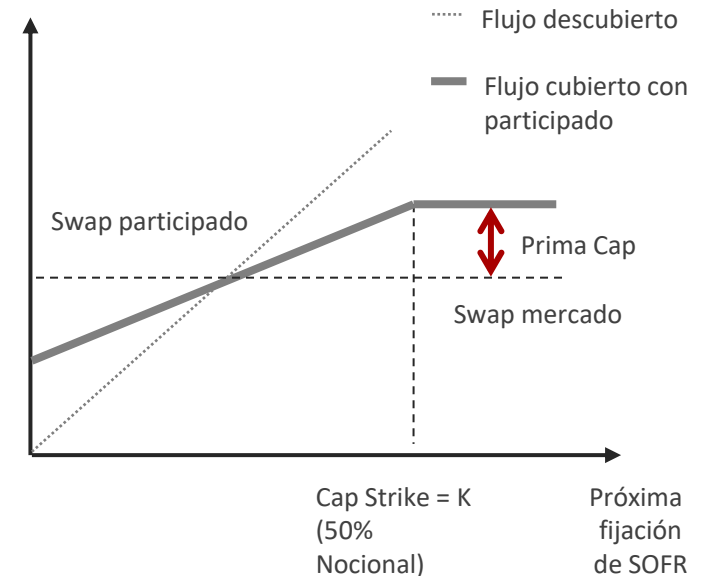 Flujo descubierto
Flujo cubierto con
participado
Swap participado
Prima Cap
Swap mercado
Cap Strike = K
(50%
Nocional)
Próxima
fijación
de SOFR